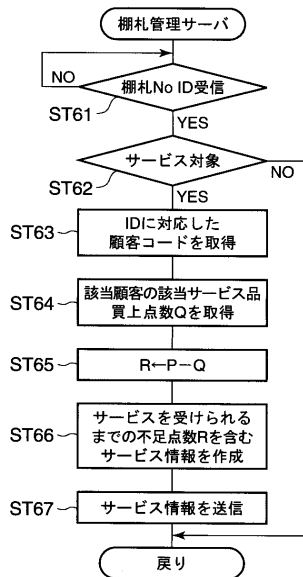 棚札管理サーバ
NO
棚札No ID受信
ST61
YES
サービス対象
NO
ST62
YES
ST63
IDに対応した
顧客コードを取得
ST64
該当顧客の該当サービス品
買上点数Qを取得
ST65
R←P−Q
ST66
サービスを受けられる
までの不足点数Rを含む
サービス情報を作成
ST67
サービス情報を送信
戻り